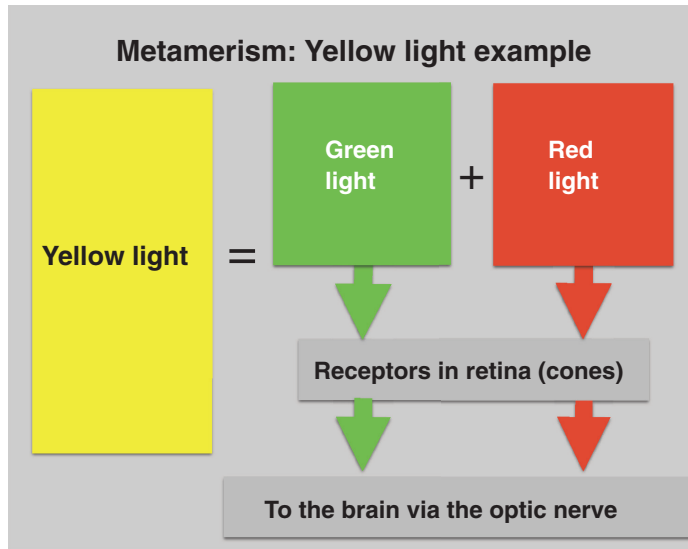 Metamerism: Yellow light example
Yellow light
=
Green
light
+
Red
light
Receptors in retina (cones)
To the brain via the optic nerve